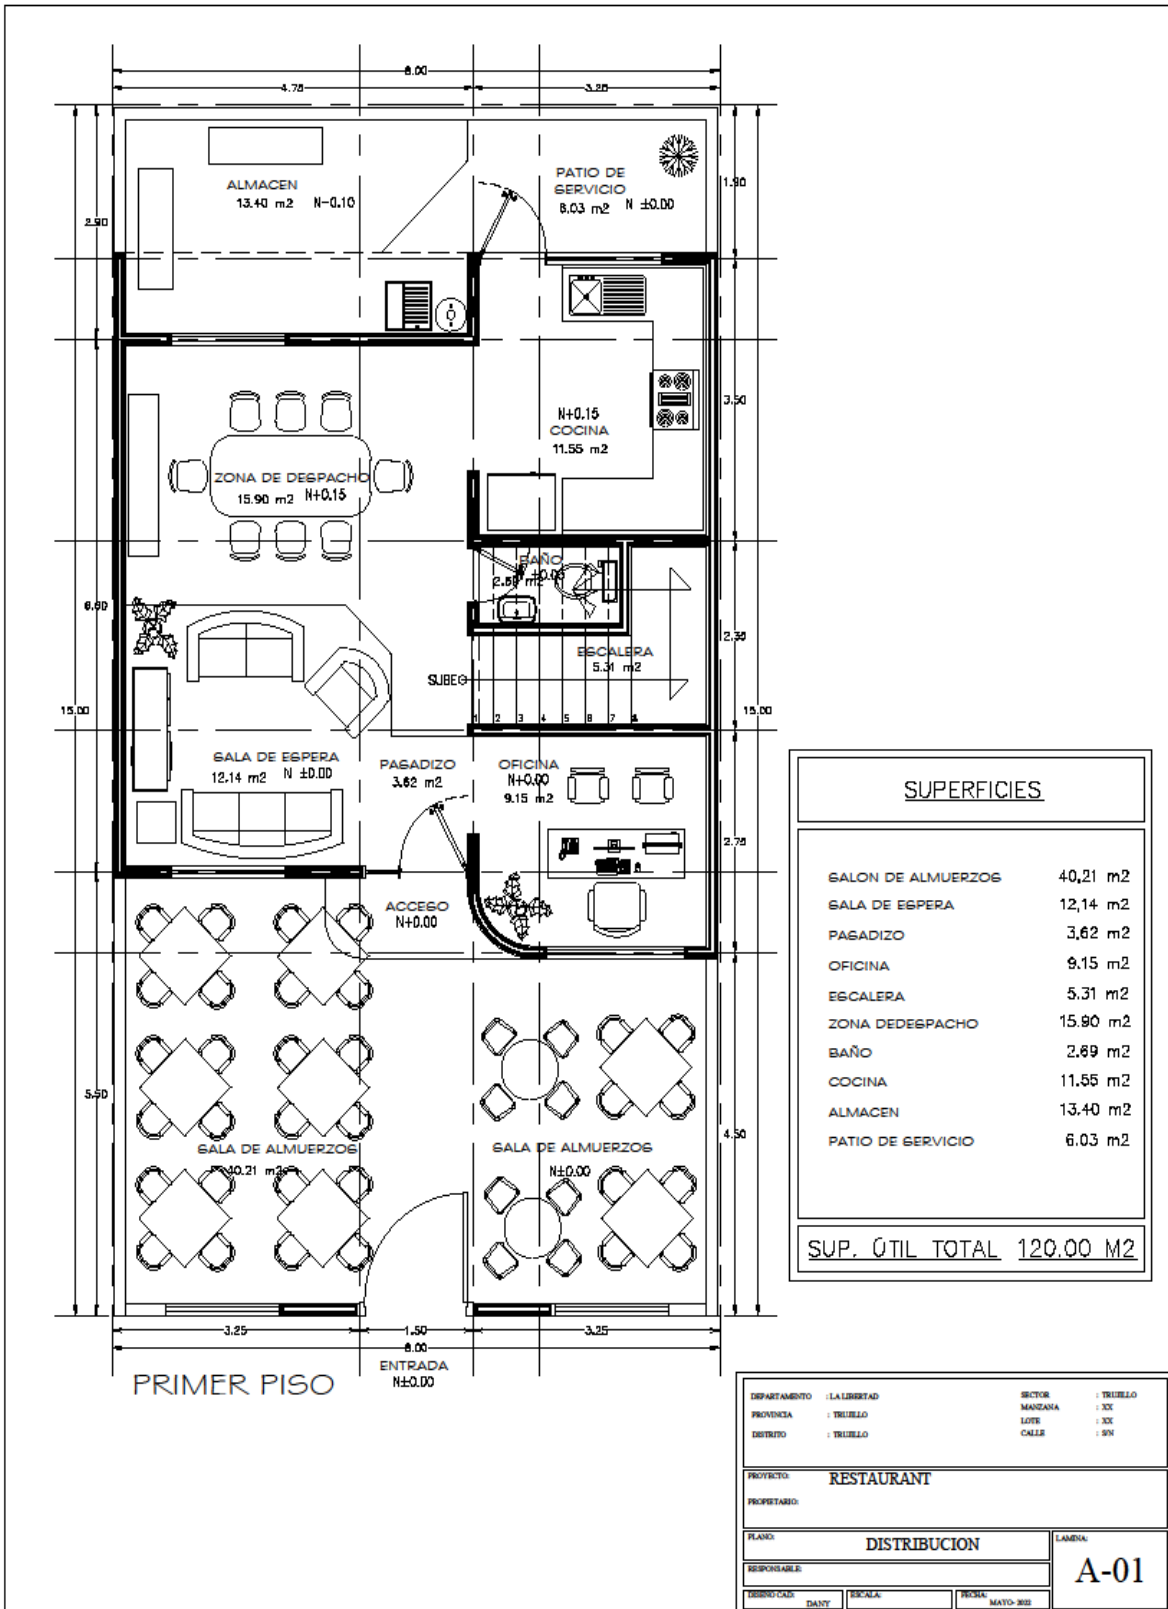 8.00
4.75 3.25
ALMACEN
13.40 m2 N-0.10
PATIO DE
SERVICIO
6.03 m2 N ±0.00
1.90
2.90
3.50
N+0.15
COCINA
11.55 m2
ZONA DE DESPACHO
15.90 m2 N+0.15
BAÑO
6.60
ESCALERA
5.31 m2
SUBE
1 2 3 4 5 6 7 8
15.00
15.00
SALA DE ESPERA
12,14 m2 N ±0.00
PASADIZO
3.62 m2
OFICINA
N+0.00
9.15 m2
2.75
ACCESO
N+0.00
5.50
4.50
SALA DE ALMUERZOS
40.21 m2
SALA DE ALMUERZOS
N±0.00
3.25 1.50 3.25
8.00
ENTRADA
N±0.00
PRIMER PISO
SUPERFICIES
SALON DE ALMUERZOS 40,21 m2
SALA DE ESPERA 12,14 m2
PASADIZO 3,62 m2
OFICINA 9.15 m2
ESCALERA 5.31 m2
ZONA DEDESPACHO 15.90 m2
BAÑO 2.69 m2
COCINA 11.55 m2
ALMACEN 13.40 m2
PATIO DE SERVICIO 6.03 m2
SUP. ÚTIL TOTAL 120.00 M2
DEPARTAMENTO : LA LIBERTAD
PROVINCIA : TRUJILLO
DISTRITO : TRUJILLO
SECTOR : TRUJILLO
MANZANA : XX
LOTE : XX
CALLE : S/N
PROYECTO: RESTAURANT
PROPIETARIO:
PLANO: DISTRIBUCION
LAMINA:
A-01
RESPONSABLE:
DISEÑO CAD: DANY
ESCALA:
FECHA: MAYO-2022